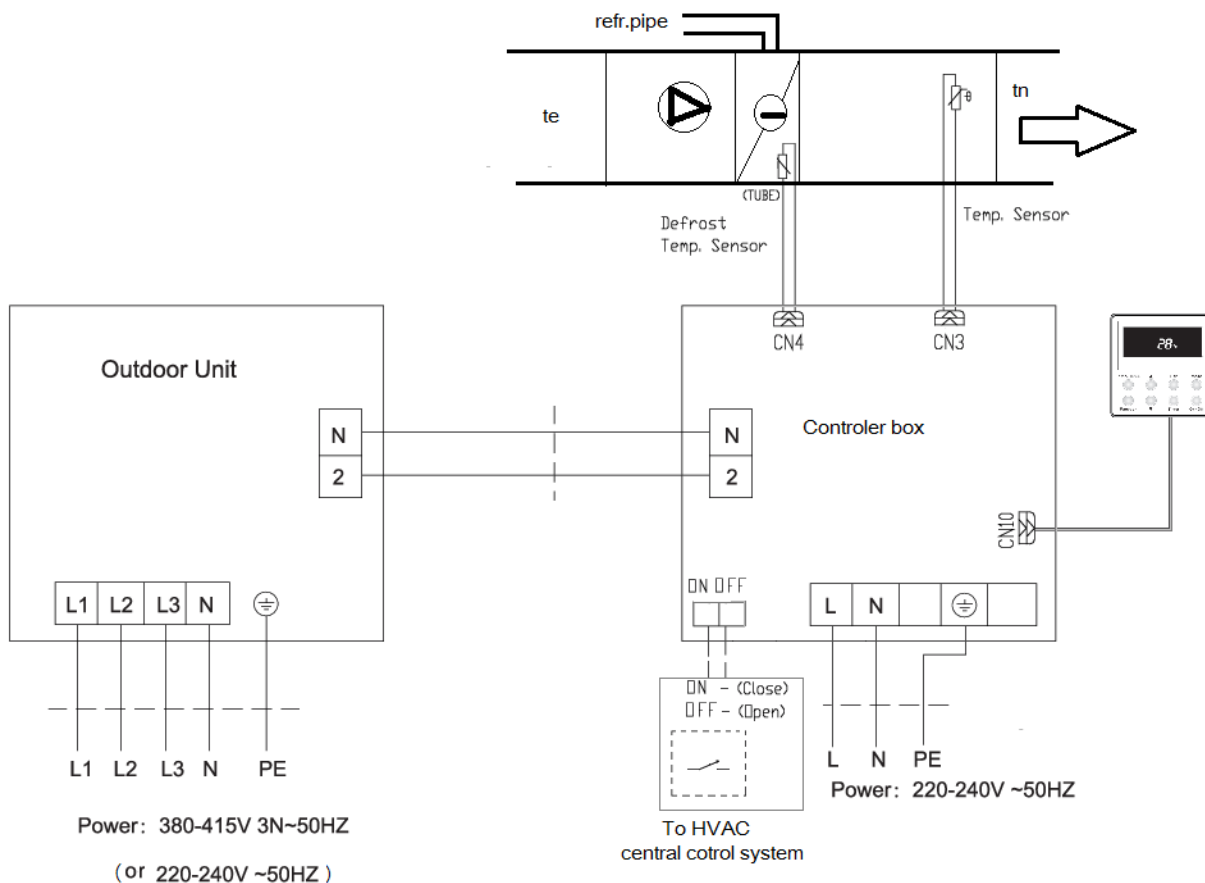 refr.pipe
te
tn
(TUBE)
Defrost
Temp. Sensor
Temp. Sensor
CN4
CN3
Outdoor Unit
N
2
N
2
Controler box
28
CN10
L1 L2 L3 N
ON OFF
L N
ON - (Close)
OFF - (Open)
L1 L2 L3 N PE
L N PE
Power: 220-240V ~50HZ
Power: 380-415V 3N~50HZ
(or 220-240V ~50HZ )
To HVAC
central cotrol system